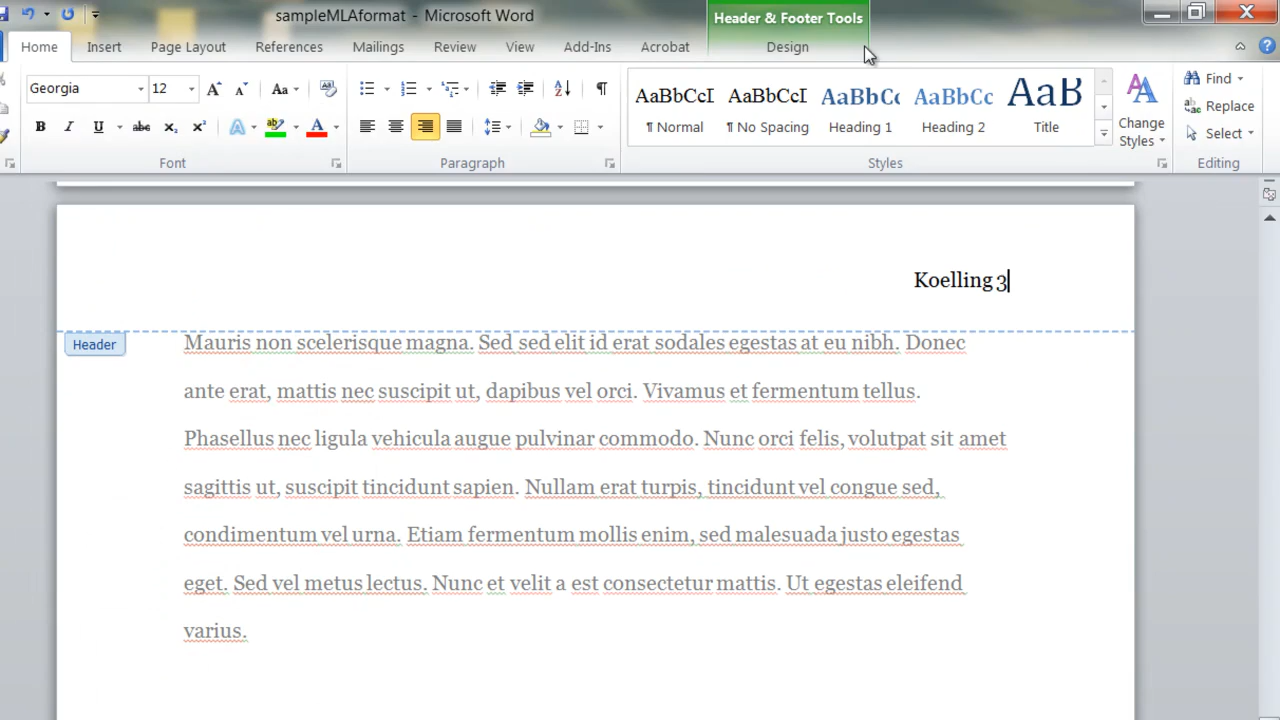 sampleMLAformat - Microsoft Word
Header & Footer Tools
Home Insert Page Layout References Mailings Review View Add-Ins Acrobat Design
Georgia 12 Aa
AaBbCcI AaBbCcI AaBbCc AaBbCc AaB
Find
Replace
Select
B I U abc x₂ x² A A
¶ Normal ¶ No Spacing Heading 1 Heading 2 Title
Change
Styles
Font Paragraph Styles Editing
Koelling 3
Header
Mauris non scelerisque magna. Sed sed elit id erat sodales egestas at eu nibh. Donec
ante erat, mattis nec suscipit ut, dapibus vel orci. Vivamus et fermentum tellus.
Phasellus nec ligula vehicula augue pulvinar commodo. Nunc orci felis, volutpat sit amet
sagittis ut, suscipit tincidunt sapien. Nullam erat turpis, tincidunt vel congue sed,
condimentum vel urna. Etiam fermentum mollis enim, sed malesuada justo egestas
eget. Sed vel metus lectus. Nunc et velit a est consectetur mattis. Ut egestas eleifend
varius.